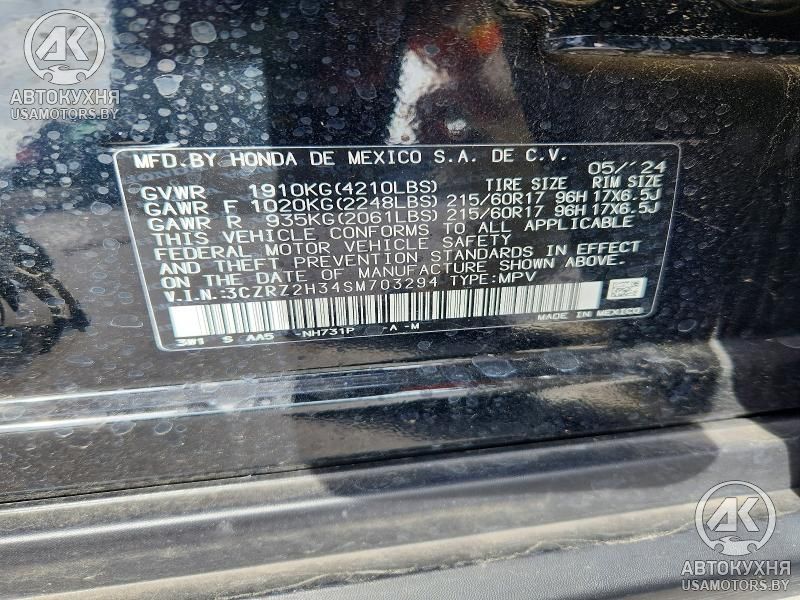 AK
АВТОКУХНЯ
USAMOTORS.BY
MFD.BY HONDA DE MEXICO S.A. DE C.V. 05/'24
GVWR 1910KG(4210LBS) TIRE SIZE RIM SIZE
GAWR F 1020KG(2248LBS) 215/60R17 96H 17X6.5J
GAWR R 935KG(2061LBS) 215/60R17 96H 17X6.5J
THIS VEHICLE CONFORMS TO ALL APPLICABLE
FEDERAL MOTOR VEHICLE SAFETY
AND THEFT PREVENTION STANDARDS IN EFFECT
ON THE DATE OF MANUFACTURE SHOWN ABOVE.
V.I.N.:3CZRZ2H34SM703294 TYPE:MPV
3W1 S AA5 -NH731P -A -M MADE IN MEXICO
AK
АВТОКУХНЯ
USAMOTORS.BY